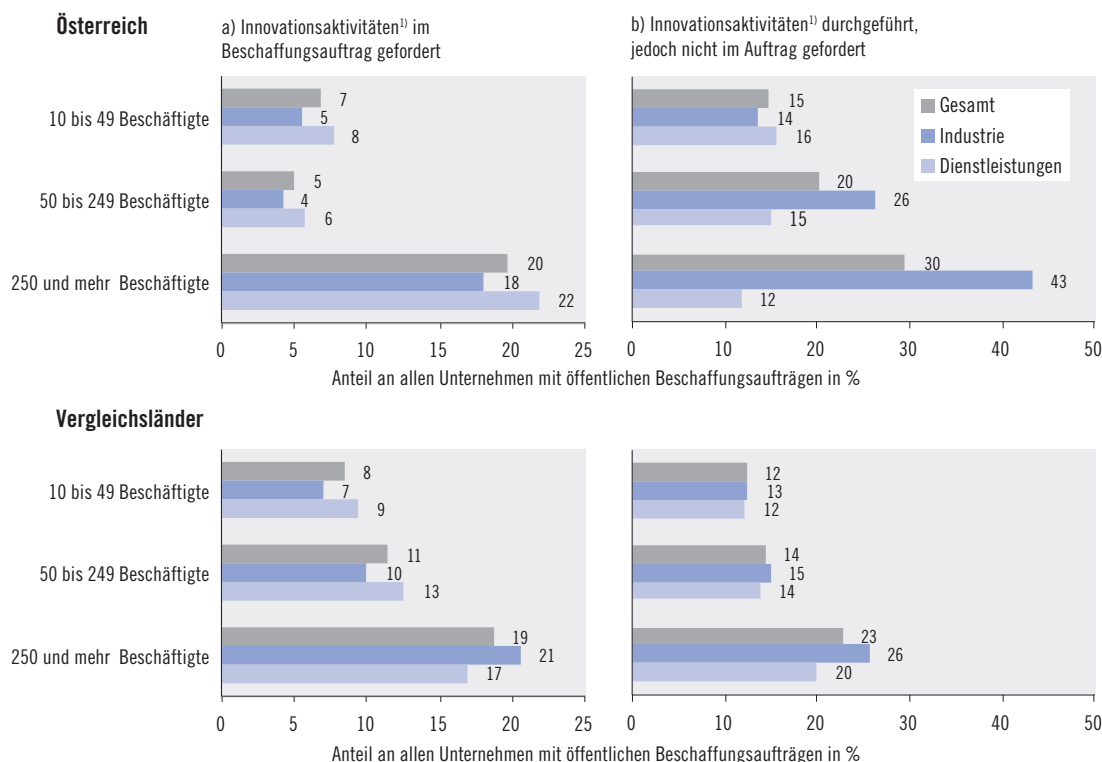 Österreich
a) Innovationsaktivitäten1) im
Beschaffungsauftrag gefordert
b) Innovationsaktivitäten1) durchgeführt,
jedoch nicht im Auftrag gefordert
Gesamt
Industrie
Dienstleistungen
10 bis 49 Beschäftigte
7
5
8
15
14
16
50 bis 249 Beschäftigte
5
4
6
20
26
15
250 und mehr Beschäftigte
20
18
22
30
43
12
0 5 10 15 20 25
0 10 20 30 40 50
Anteil an allen Unternehmen mit öffentlichen Beschaffungsaufträgen in %
Vergleichsländer
10 bis 49 Beschäftigte
8
7
9
12
13
12
50 bis 249 Beschäftigte
11
10
13
14
15
14
250 und mehr Beschäftigte
19
21
17
23
26
20
0 5 10 15 20 25
0 10 20 30 40 50
Anteil an allen Unternehmen mit öffentlichen Beschaffungsaufträgen in %